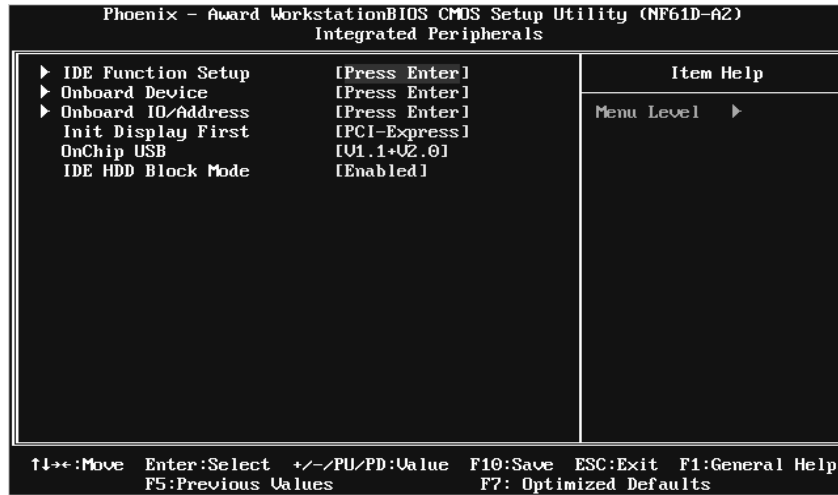 Phoenix - Award WorkstationBIOS CMOS Setup Utility (NF61D-A2)
Integrated Peripherals
▶ IDE Function Setup [Press Enter]
▶ Onboard Device [Press Enter]
▶ Onboard IO/Address [Press Enter]
Init Display First [PCI-Express]
OnChip USB [V1.1+V2.0]
IDE HDD Block Mode [Enabled]
Item Help
Menu Level ▶
↑↓→←:Move Enter:Select +/-/PU/PD:Value F10:Save ESC:Exit F1:General Help
F5:Previous Values F7: Optimized Defaults